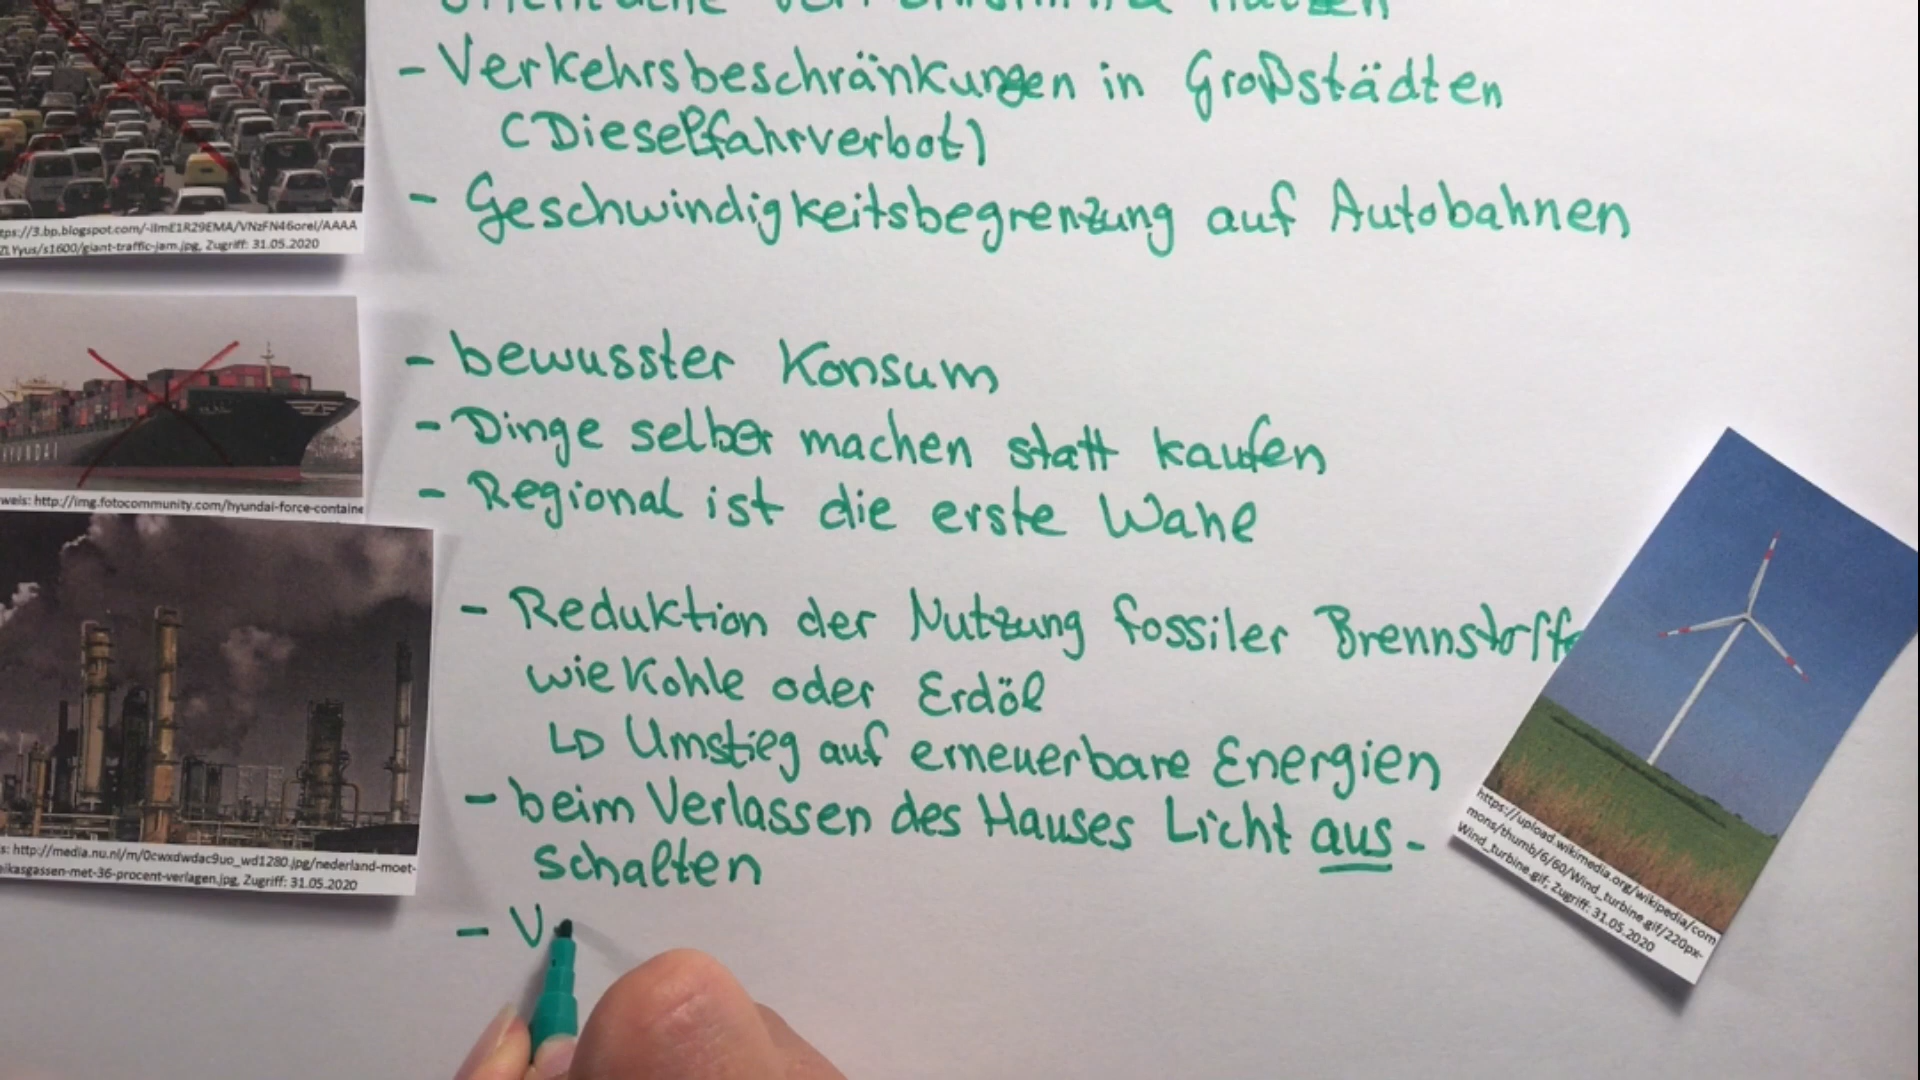 öffentliche Verkehrsmittel nutzen
- Verkehrsbeschränkungen in Großstädten
(Dieselfahrverbot)
- Geschwindigkeitsbegrenzung auf Autobahnen
tps://3.bp.blogspot.com/-ilmE1R29EMA/VNzFN46orel/AAAA
ZLYyus/s1600/giant-traffic-jam.jpg, Zugriff: 31.05.2020
- bewusster Konsum
- Dinge selber machen statt kaufen
- Regional ist die erste Wahl
HYUNDAI
weis: http://img.fotocommunity.com/hyundai-force-containe
- Reduktion der Nutzung fossiler Brennstoffe
wie Kohle oder Erdöl
↳ Umstieg auf erneuerbare Energien
- beim Verlassen des Hauses Licht aus-
schalten
- V
s: http://media.nu.nl/m/0cwxdwdac9uo_wd1280.jpg/nederland-moet-
eikasgassen-met-36-procent-verlagen.jpg, Zugriff: 31.05.2020
https://upload.wikimedia.org/wikipedia/com
mons/thumb/6/60/Wind_turbine.gif/220px-
Wind_turbine.gif; Zugriff: 31.05.2020